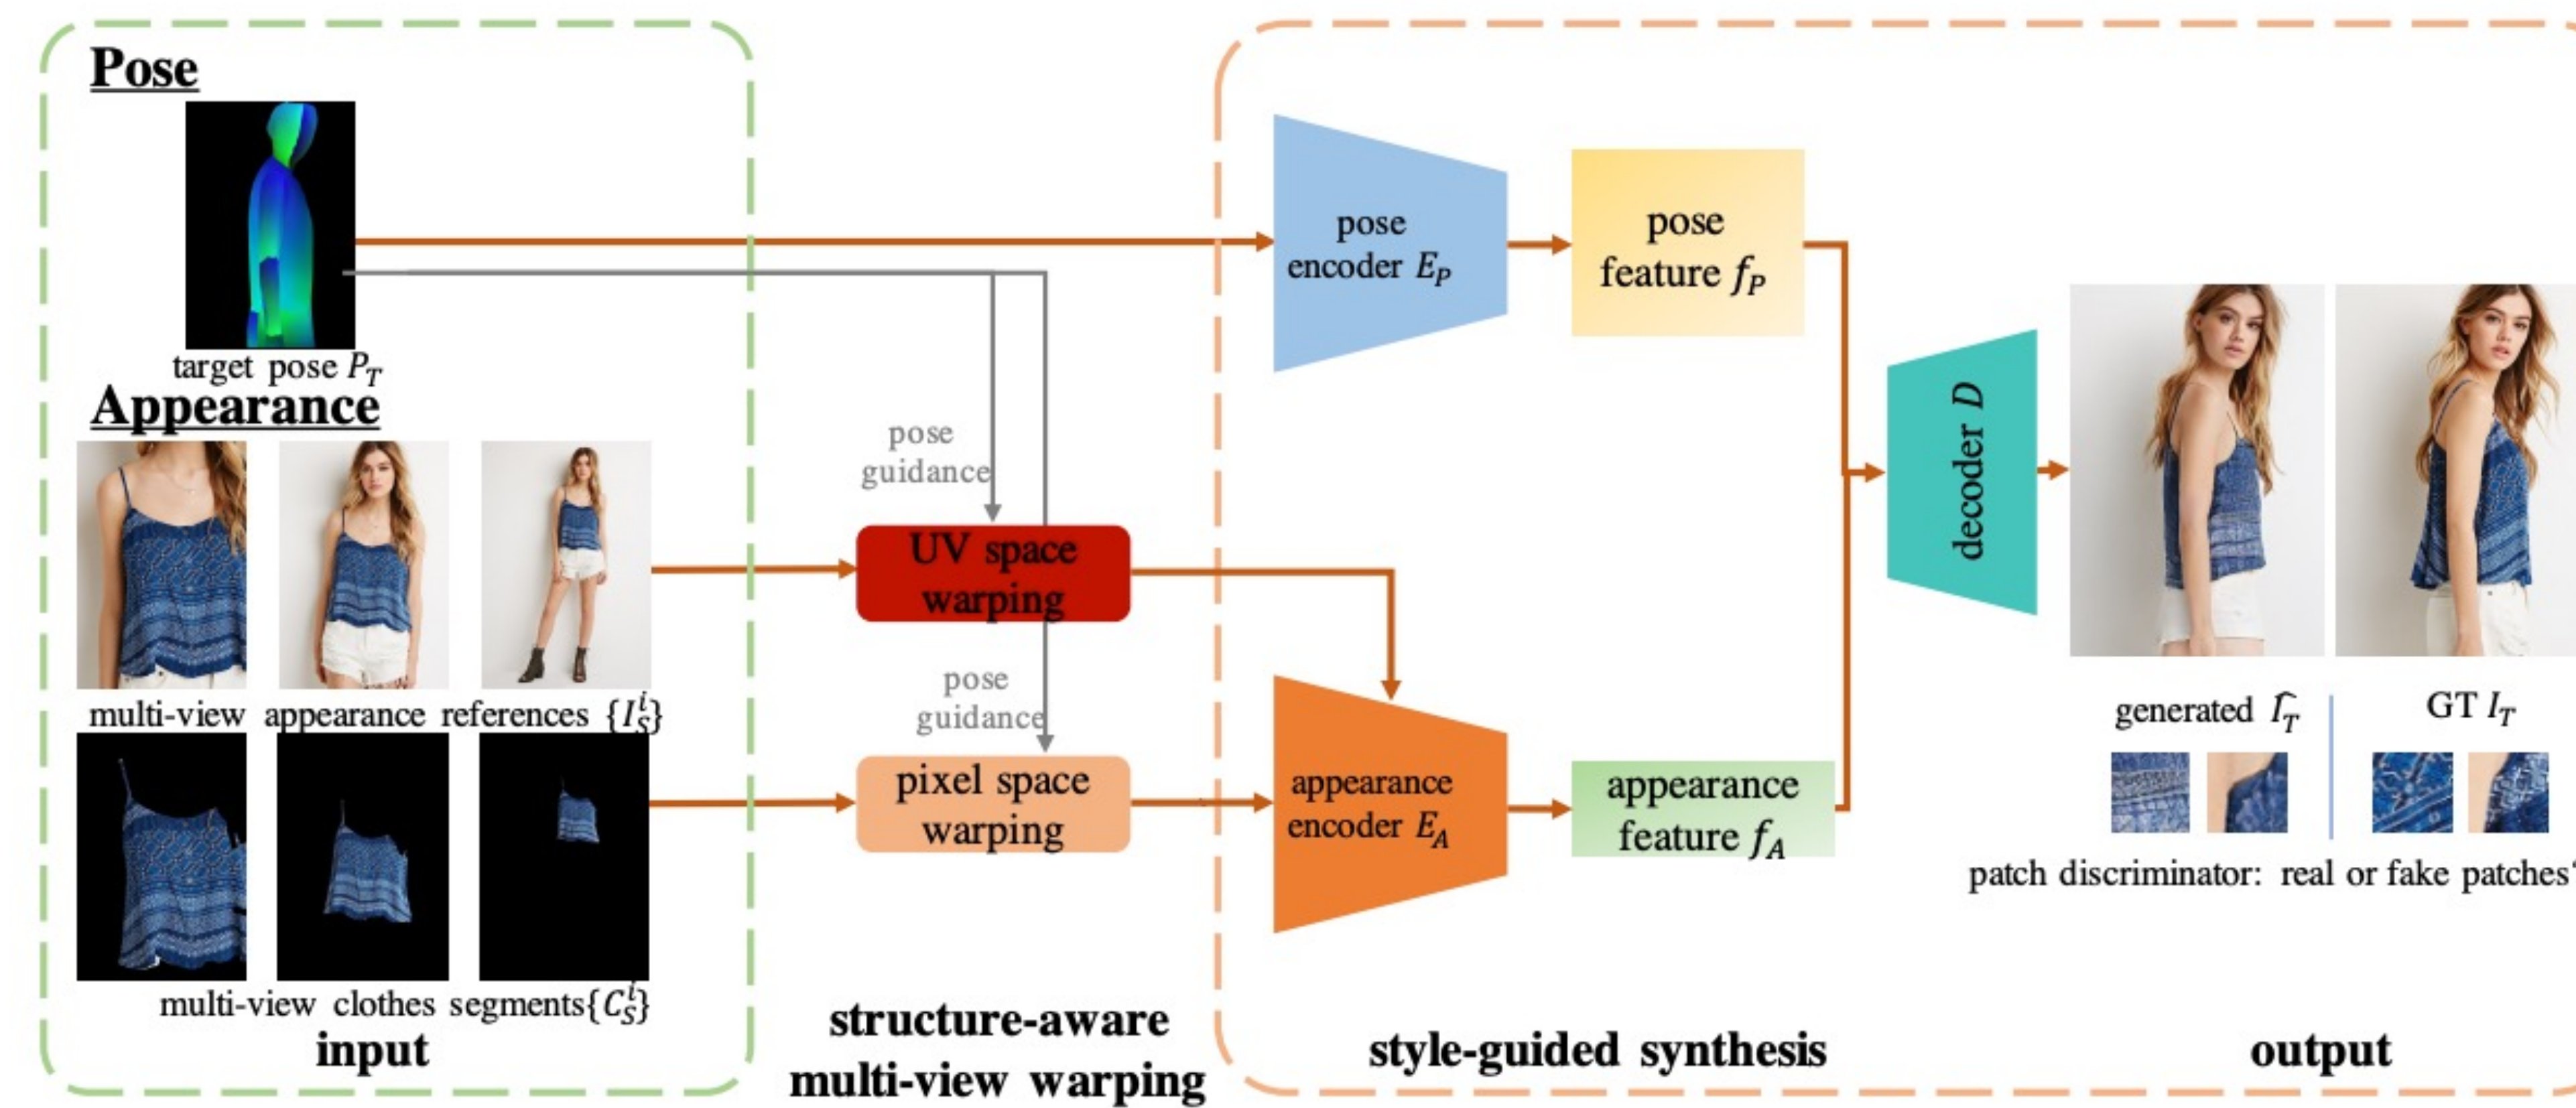 Pose
target pose P_T
Appearance
multi-view appearance references {I_S^i}
multi-view clothes segments{C_S^i}
input
pose
guidance
UV space
warping
pose
guidance
pixel space
warping
structure-aware
multi-view warping
pose
encoder E_P
pose
feature f_P
appearance
encoder E_A
appearance
feature f_A
decoder D
style-guided synthesis
generated Î_T
GT I_T
patch discriminator: real or fake patches
output